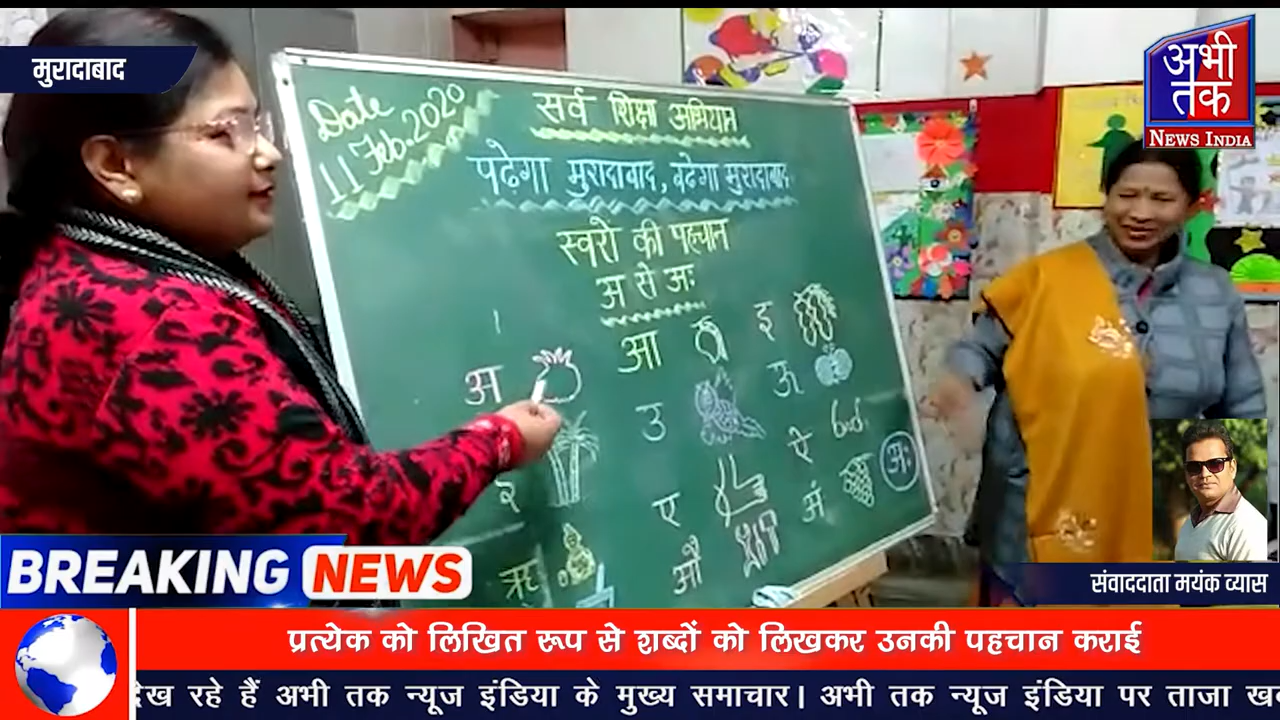 मुरादाबाद
अभी
तक
NEWS INDIA
Date
11 Feb. 2020
सर्व शिक्षा अभियान
पढेगा मुरादाबाद, बढेगा मुरादाबाद
स्वरो की पहचान
अ से अः
अ आ इ
उ ऊ
ए ऐ
ऋ औ अं अः
BREAKING NEWS
संवाददाता मयंक व्यास
प्रत्येक को लिखित रूप से शब्दों को लिखकर उनकी पहचान कराई
देख रहे हैं अभी तक न्यूज इंडिया के मुख्य समाचार। अभी तक न्यूज इंडिया पर ताजा